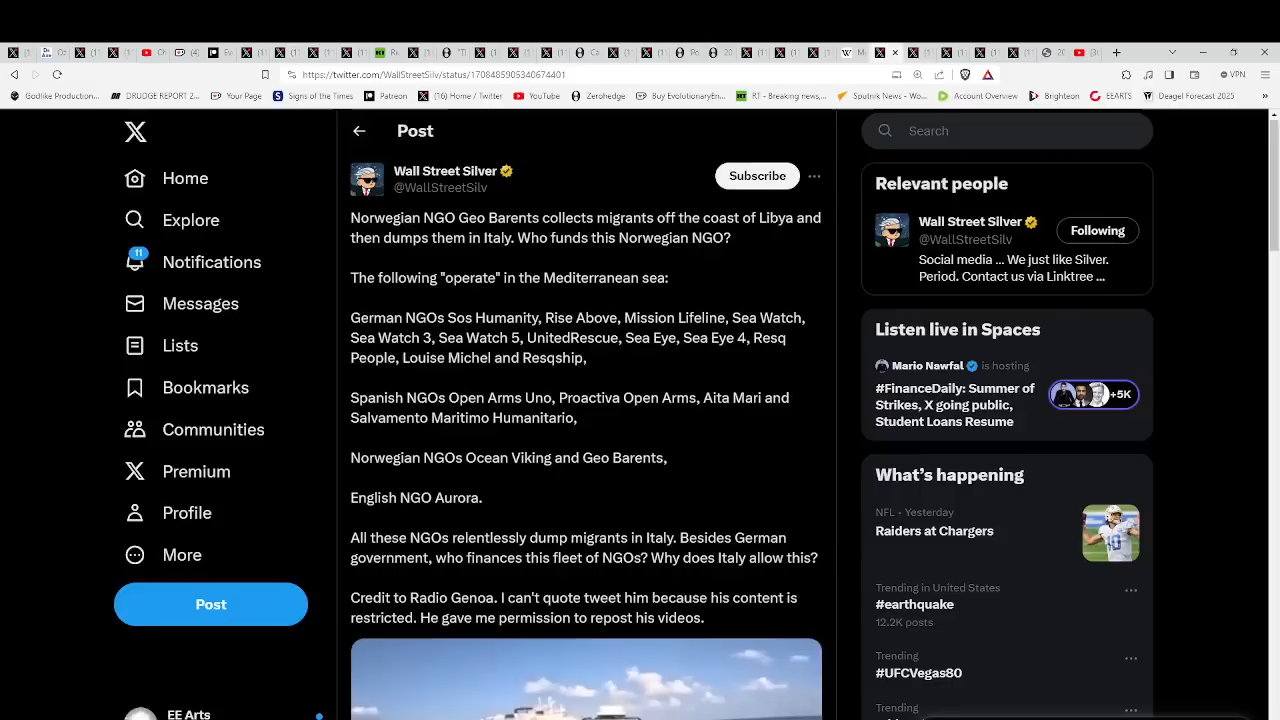 https://twitter.com/WallStreetSilv/status/1708485905340674401
VPN
Godlike Production...
DRUDGE REPORT 2...
Your Page
Signs of the Times
Patreon
(16) Home / Twitter
YouTube
Zerohedge
Buy EvolutionaryEn...
RT - Breaking news,...
Sputnik News - Wo...
Account Overview
Brighteon
EEARTS
Deagel Forecast 2025
Home
Explore
11
Notifications
Messages
Lists
Bookmarks
Communities
Premium
Profile
More
Post
EE Arts
Post
Wall Street Silver
@WallStreetSilv
Subscribe
Norwegian NGO Geo Barents collects migrants off the coast of Libya and
then dumps them in Italy. Who funds this Norwegian NGO?
The following "operate" in the Mediterranean sea:
German NGOs Sos Humanity, Rise Above, Mission Lifeline, Sea Watch,
Sea Watch 3, Sea Watch 5, UnitedRescue, Sea Eye, Sea Eye 4, Resq
People, Louise Michel and Resqship,
Spanish NGOs Open Arms Uno, Proactiva Open Arms, Aita Mari and
Salvamento Maritimo Humanitario,
Norwegian NGOs Ocean Viking and Geo Barents,
English NGO Aurora.
All these NGOs relentlessly dump migrants in Italy. Besides German
government, who finances this fleet of NGOs? Why does Italy allow this?
Credit to Radio Genoa. I can't quote tweet him because his content is
restricted. He gave me permission to repost his videos.
Search
Relevant people
Wall Street Silver
@WallStreetSilv
Following
Social media ... We just like Silver.
Period. Contact us via Linktree ...
Listen live in Spaces
Mario Nawfal is hosting
#FinanceDaily: Summer of
Strikes, X going public,
Student Loans Resume
+5K
What's happening
NFL · Yesterday
Raiders at Chargers
Trending in United States
#earthquake
12.2K posts
Trending
#UFCVegas80
Trending